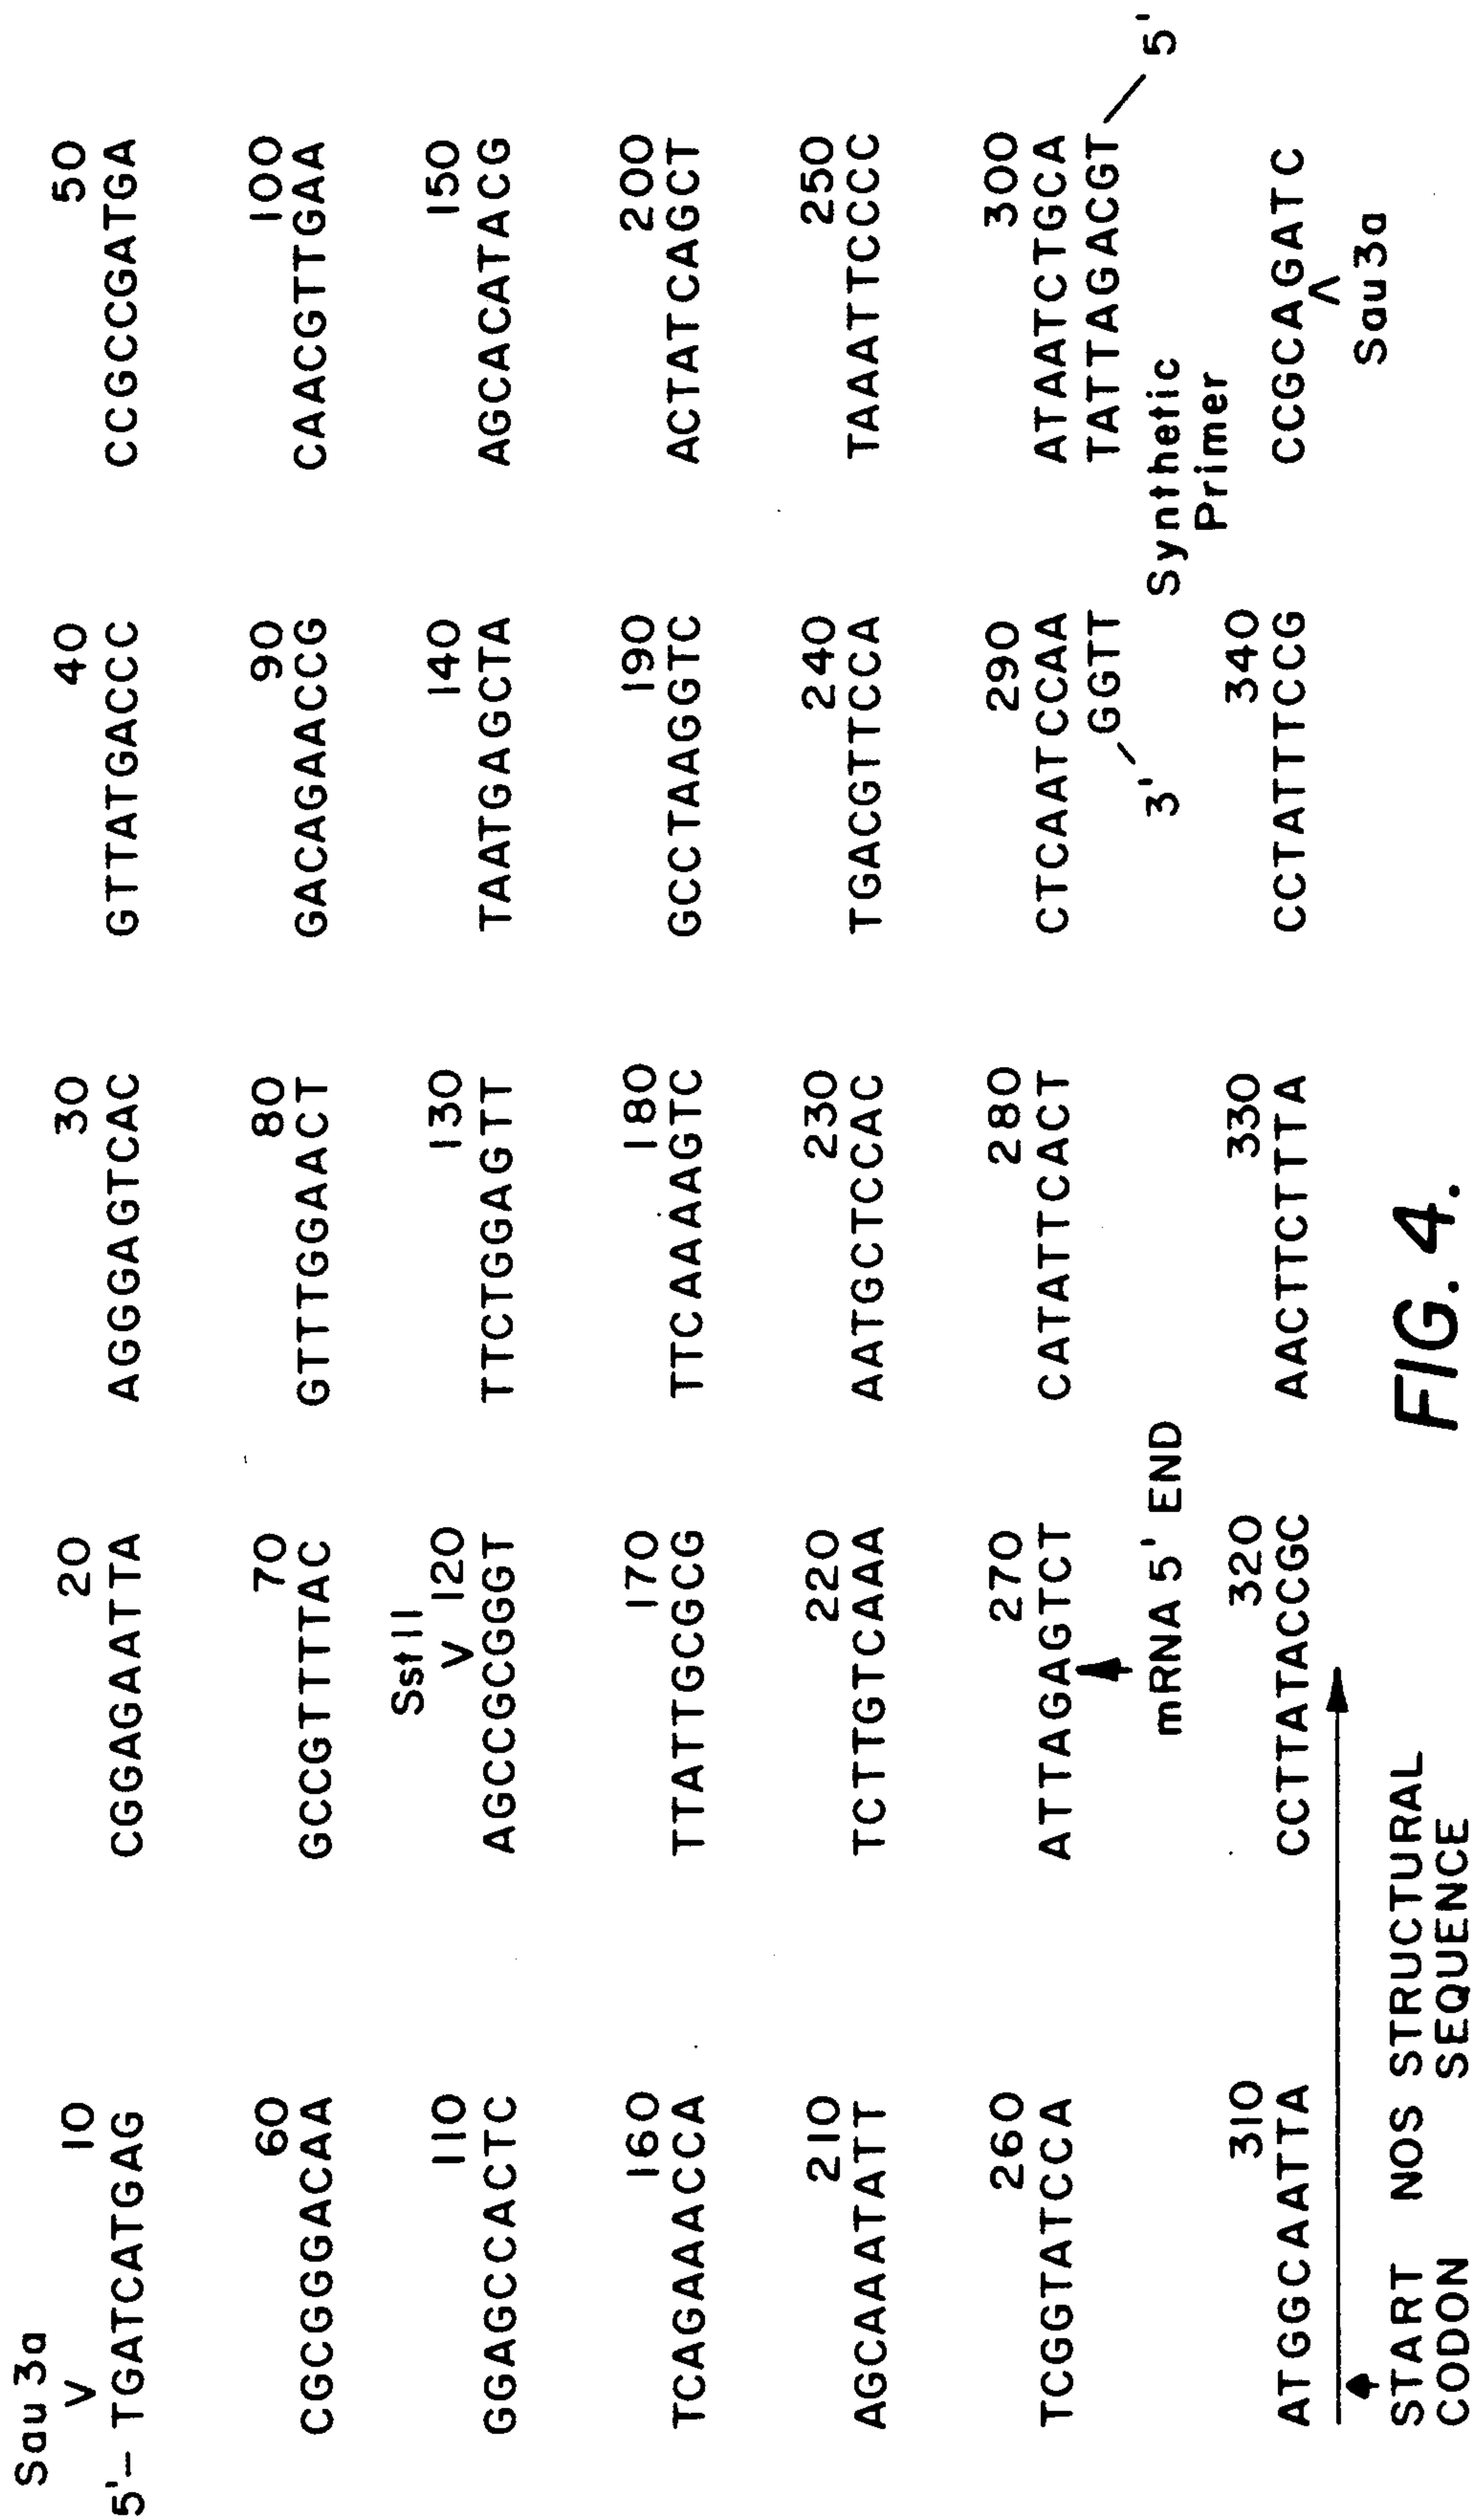 Sau 3a
V 10 20 30 40 50
5'- TGATCATGAG CGGAGAATTA AGGGAGTCAC GTTATGACCC CCGCCGATGA
60 70 80 90 100
CGCGGGACAA GCCGTTTTAC GTTTGGAACT GACAGAACCG CAACGTTGAA
SstII
110 V 120 130 140 150
GGAGCCACTC AGCCGCGGGT TTCTGGAGTT TAATGAGCTA AGCACATACG
160 170 180 190 200
TCAGAAACCA TTATTGCGCG TTCAAAAGTC GCCTAAGGTC ACTATCAGCT
210 220 230 240 250
AGCAAATATT TCTTGTCAAA AATGCTCCAC TGACGTTCCA TAAATTCCCC
260 270 280 290 300
TCGGTATCCA ATTAGAGTCT CATATTCACT CTCAATCCAA ATAATCTGCA
GGTT TATTAGACGT
3' 5'
mRNA 5' END Synthetic
Primer
310 320 330 340
ATGGCAATTA CCTTATACCGC AACTTCTTTA CCTATTTCCG CCGCAGATC
V
Sau3a
START NOS STRUCTURAL
CODON SEQUENCE
FIG. 4.